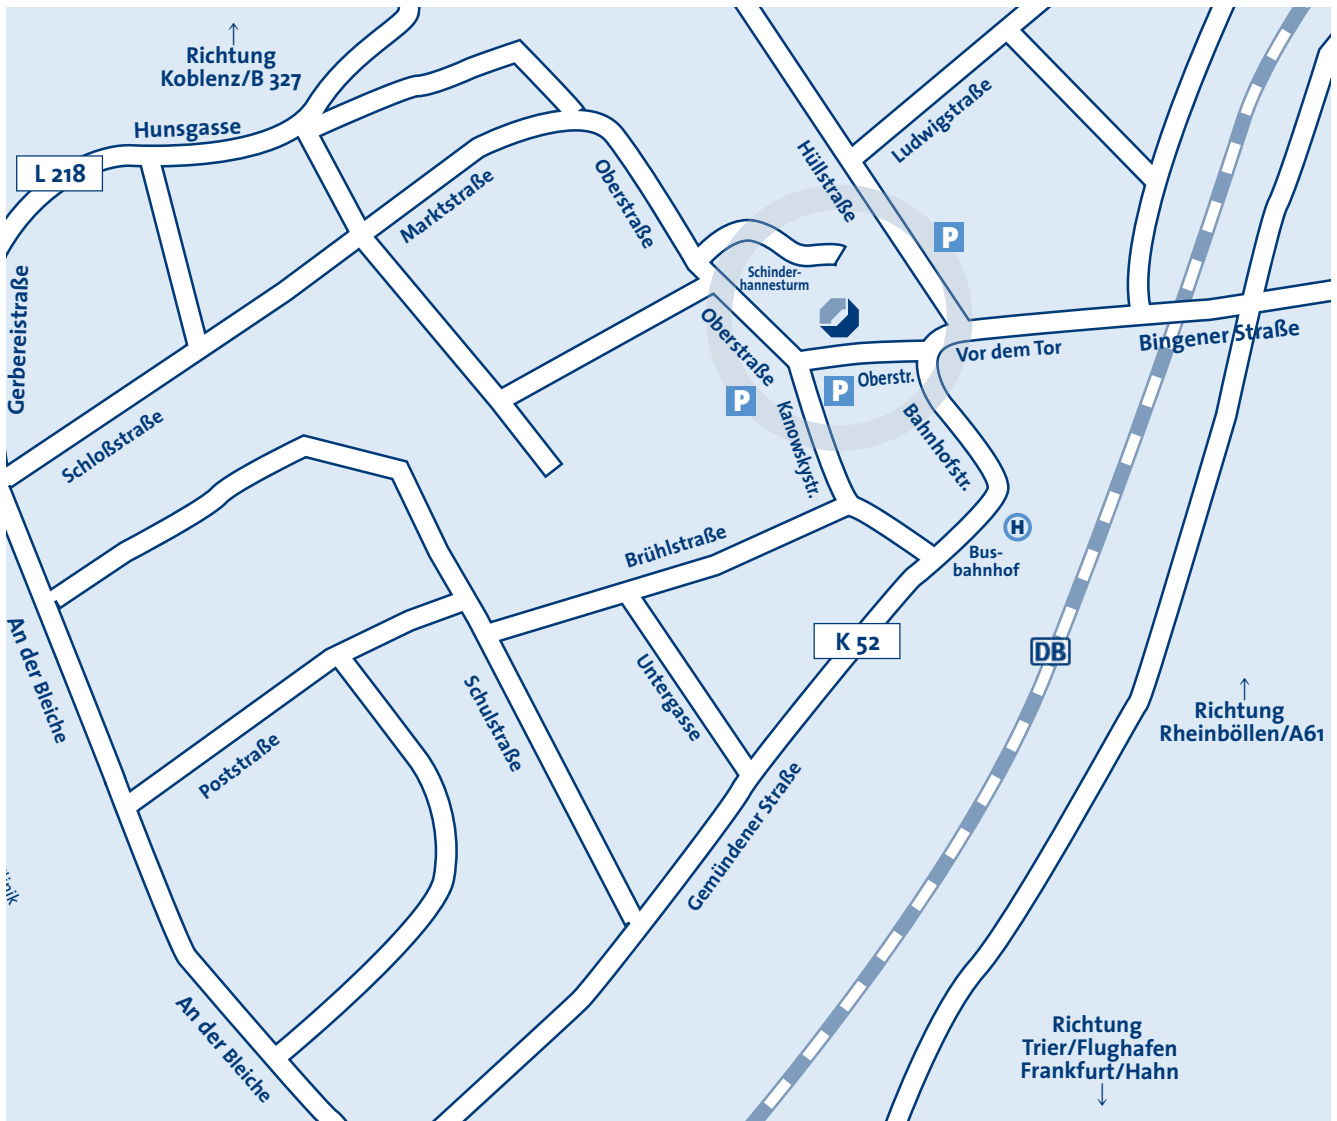 Richtung
Koblenz/B 327
Hunsgasse
L 218
Ludwigstraße
Hüllstraße
Oberstraße
Marktstraße
P
Schinder-
hannesturm
Gerbereistraße
Oberstraße
Vor dem Tor
Bingener Straße
P
P
Oberstr.
Schloßstraße
Kanowskystr.
Bahnhofstr.
H
Bus-
bahnhof
Brühlstraße
An der Bleiche
K 52
DB
Untergasse
Schulstraße
Richtung
Rheinböllen/A61
Poststraße
Gemündener Straße
An der Bleiche
Richtung
Trier/Flughafen
Frankfurt/Hahn